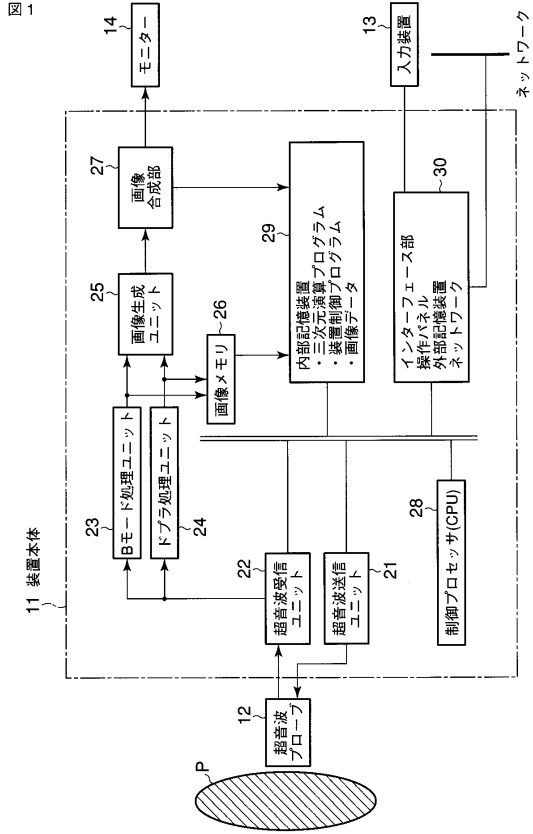 図1
11 装置本体
P
12
超音波
プローブ
22
超音波受信
ユニット
21
超音波送信
ユニット
23
Bモード処理ユニット
24
ドプラ処理ユニット
25
画像生成
ユニット
26
画像メモリ
27
画像
合成部
14
モニター
28
制御プロセッサ(CPU)
29
内部記憶装置
・三次元演算プログラム
・装置制御プログラム
・画像データ
30
インターフェース部
操作パネル
外部記憶装置
ネットワーク
13
入力装置
ネットワーク